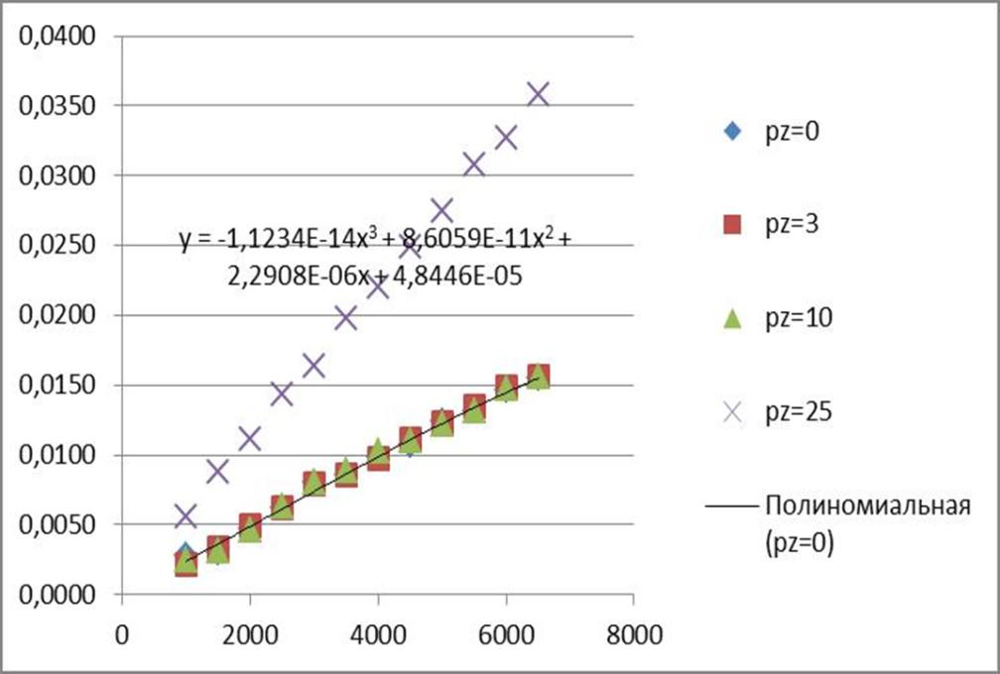 0,0400
0,0350
0,0300
0,0250
0,0200
0,0150
0,0100
0,0050
0,0000
0 2000 4000 6000 8000
y = -1,1234E-14x³ + 8,6059E-11x² +
2,2908E-06x + 4,8446E-05
pz=0
pz=3
pz=10
pz=25
Полиномиальная
(pz=0)